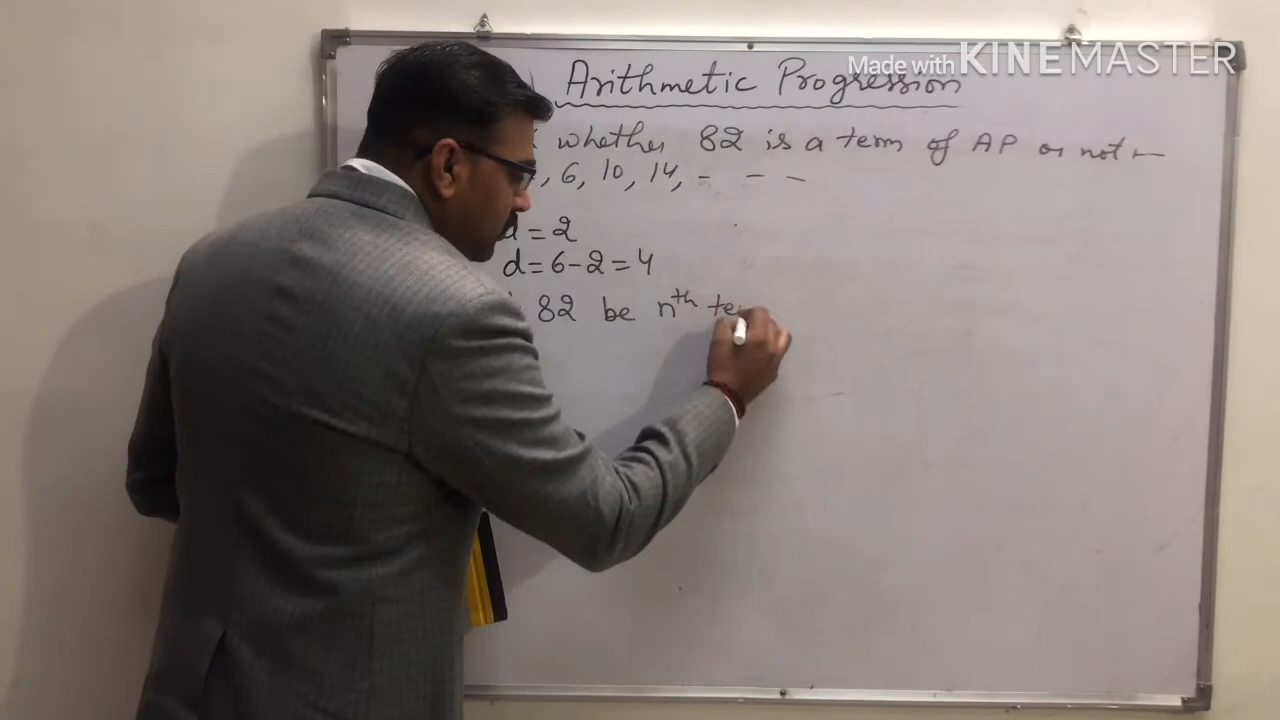 Made with KINEMASTER
Arithmetic Progression
whether 82 is a term of AP or not
, 6, 10, 14, - - -
a = 2
d = 6 - 2 = 4
82 be nth te